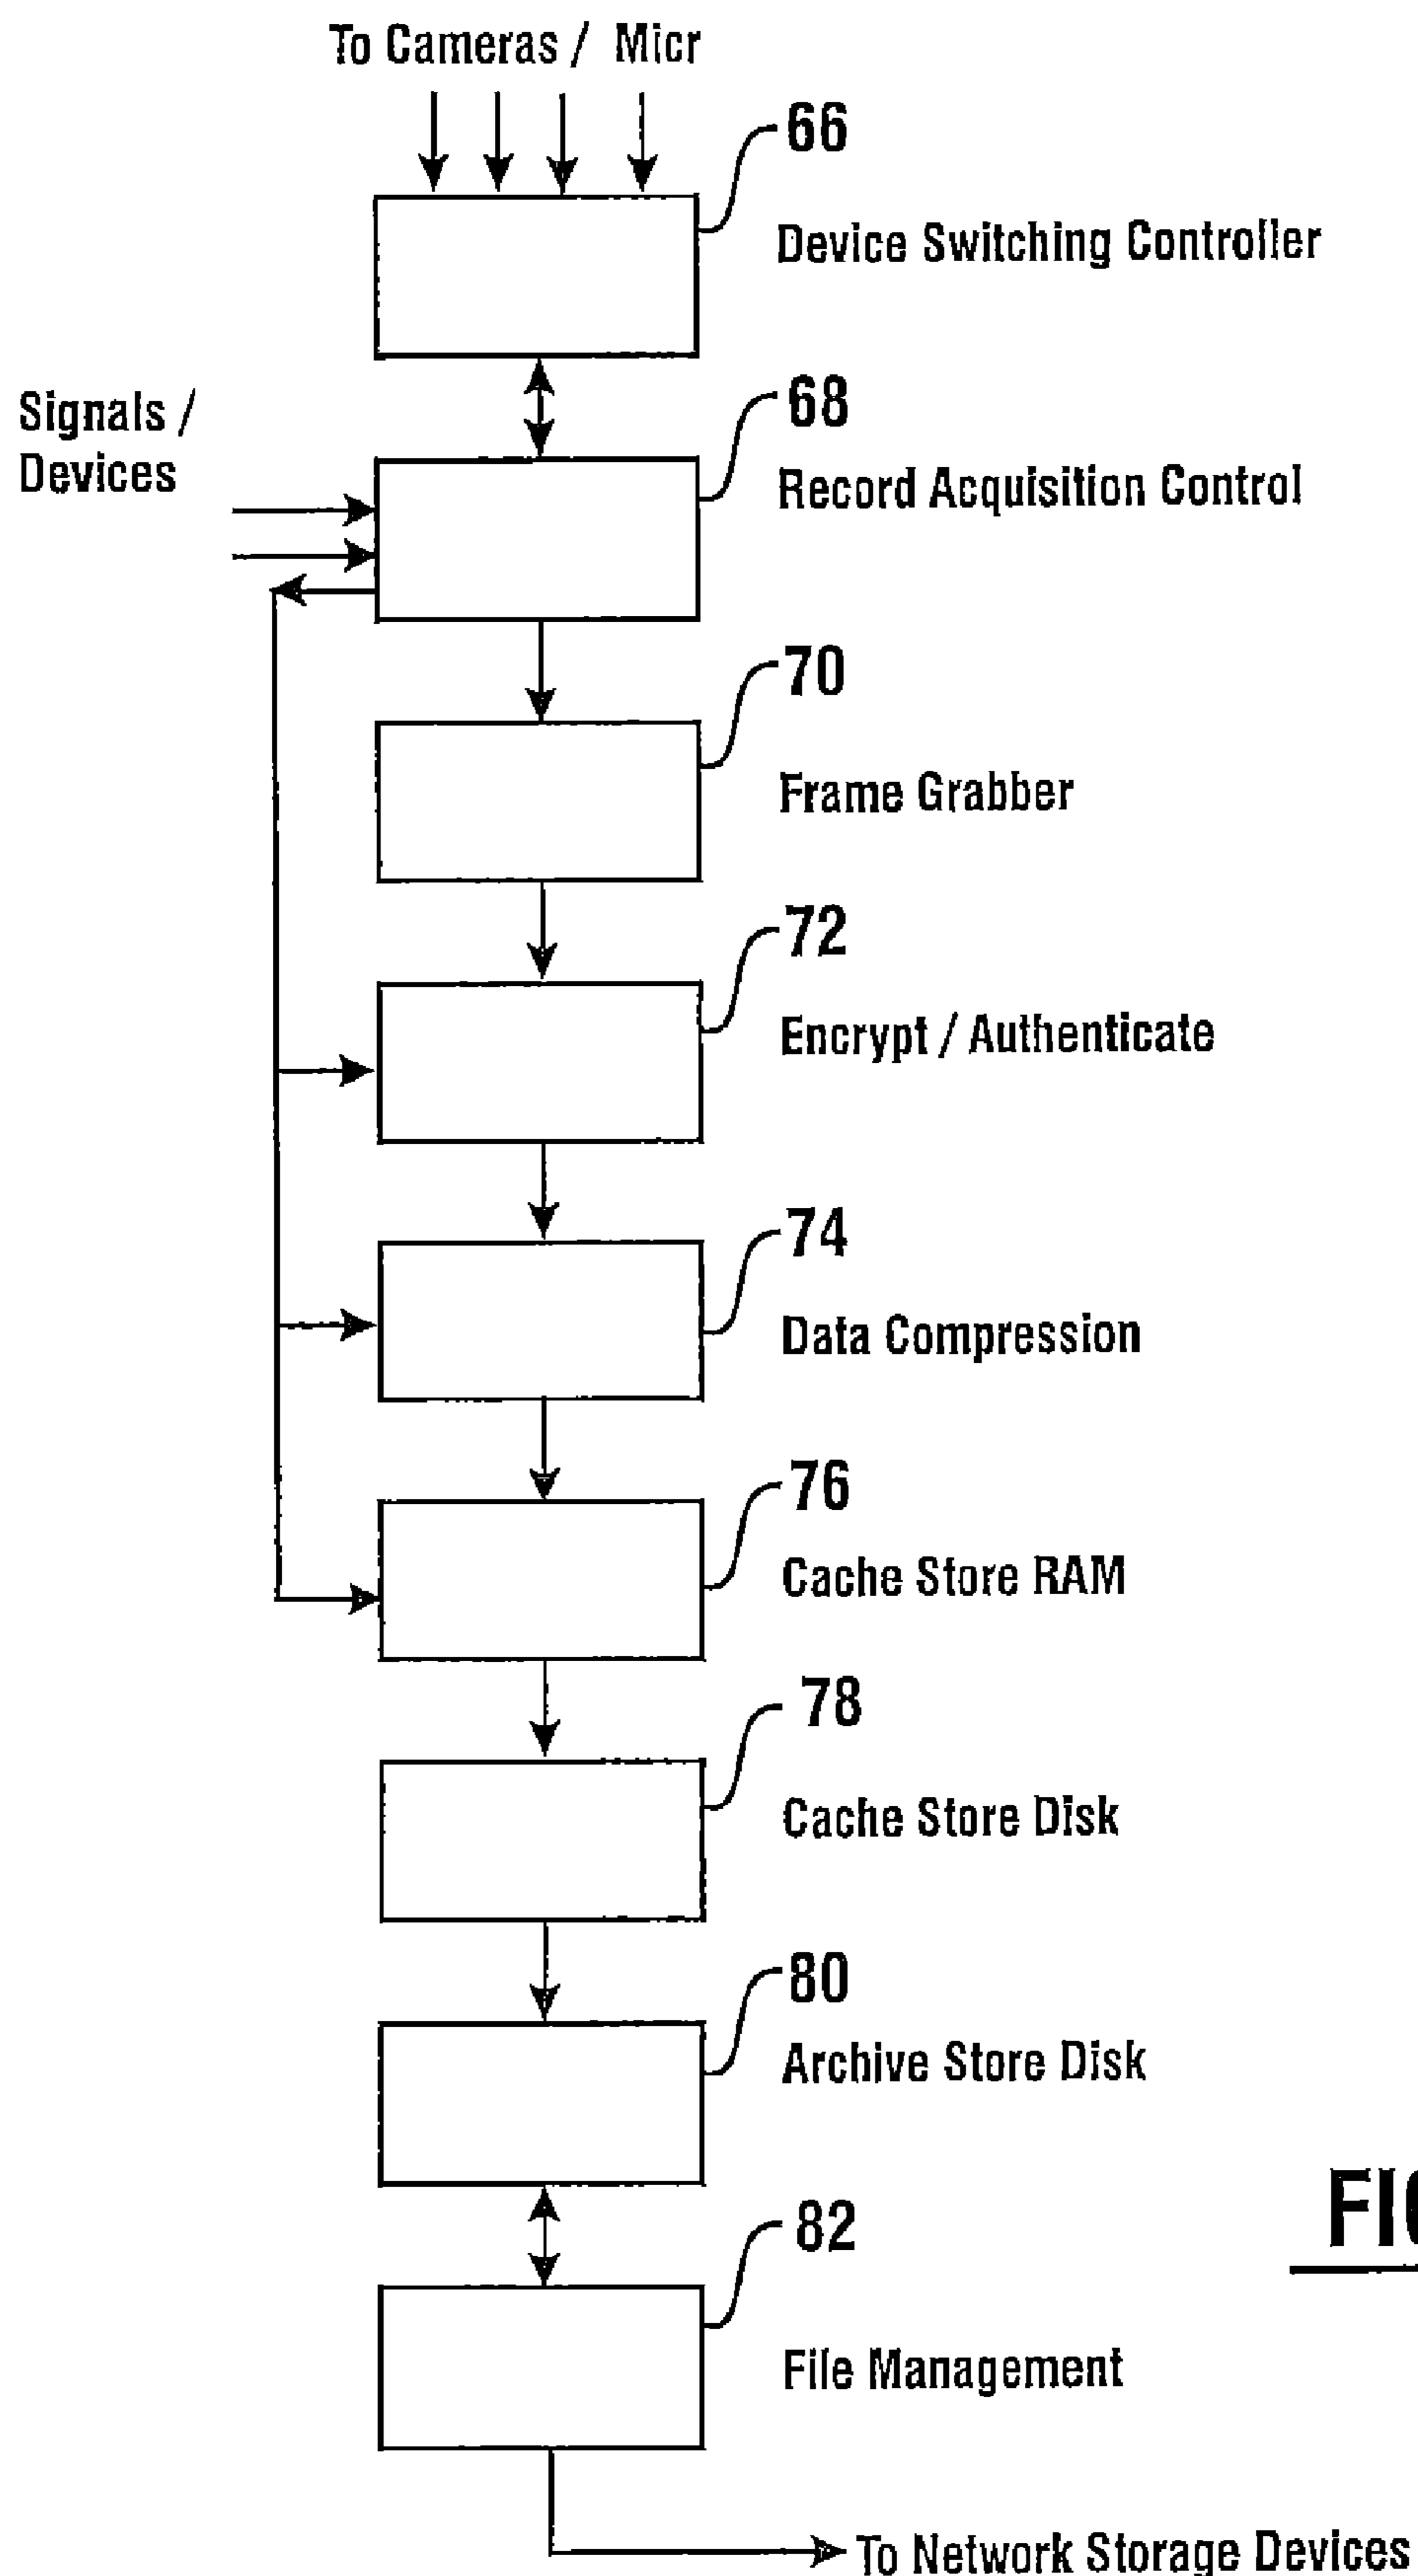 To Cameras / Micr
66
Device Switching Controller
Signals /
Devices
68
Record Acquisition Control
70
Frame Grabber
72
Encrypt / Authenticate
74
Data Compression
76
Cache Store RAM
78
Cache Store Disk
80
Archive Store Disk
82
File Management
To Network Storage Devices